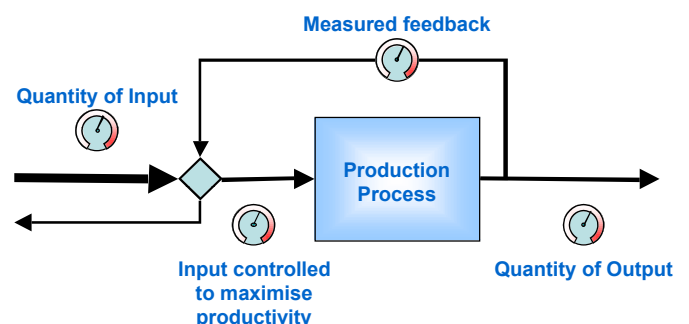 Measured feedback
Quantity of Input
Production
Process
Input controlled
to maximise
productivity
Quantity of Output